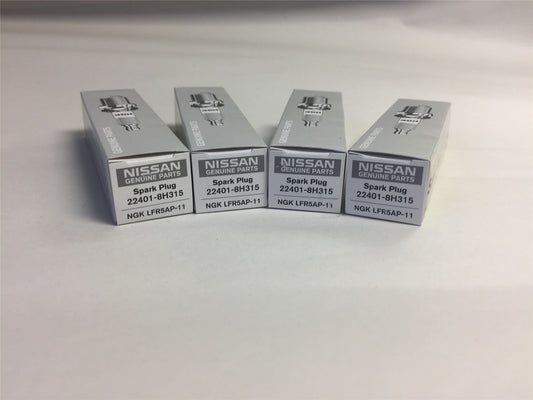 NISSAN
GENUINE PARTS
Spark Plug
22401-8H315
NGK LFR5AP-11
NISSAN
GENUINE PARTS
Spark Plug
22401-8H315
NGK LFR5AP-11
NISSAN
GENUINE PARTS
Spark Plug
22401-8H315
NGK LFR5AP-11
NISSAN
GENUINE PARTS
Spark Plug
22401-8H315
NGK LFR5AP-11